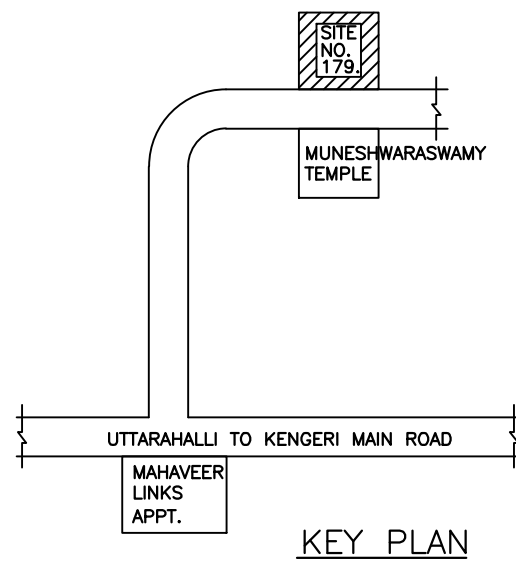 SITE
NO.
179.
MUNESHWARASWAMY
TEMPLE
UTTARAHALLI TO KENGERI MAIN ROAD
MAHAVEER
LINKS
APPT.
KEY PLAN